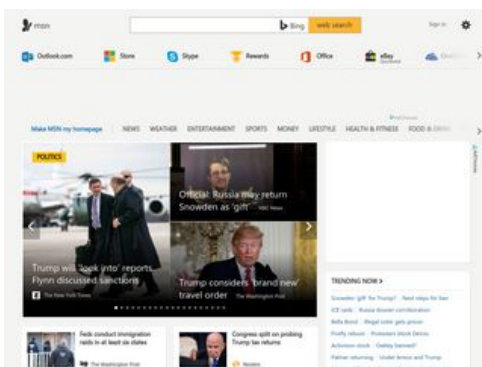 msn
Bing
web search
Sign in
Outlook.com
Store
Skype
Rewards
Office
eBay
Make MSN my homepage
NEWS
WEATHER
ENTERTAINMENT
SPORTS
MONEY
LIFESTYLE
HEALTH & FITNESS
FOOD &
POLITICS
Official: Russia may return
Snowden as 'gift' NBC News
Trump will 'look into' reports
Flynn discussed sanctions
The New York Times
Trump considers 'brand new'
travel order The Washington Post
TRENDING NOW >
Snowden 'gift' for Trump? Next steps for ban
ICE raids Russia dossier corroboration
Bella Bond Illegal voter gets prison
Firefly reboot Protesters block DeVos
Activision stock Oakley banned?
Palmer returning Under Armor and Trump
Feds conduct immigration
raids in at least six states
The Washington Post
Congress split on probing
Trump tax returns
Reuters